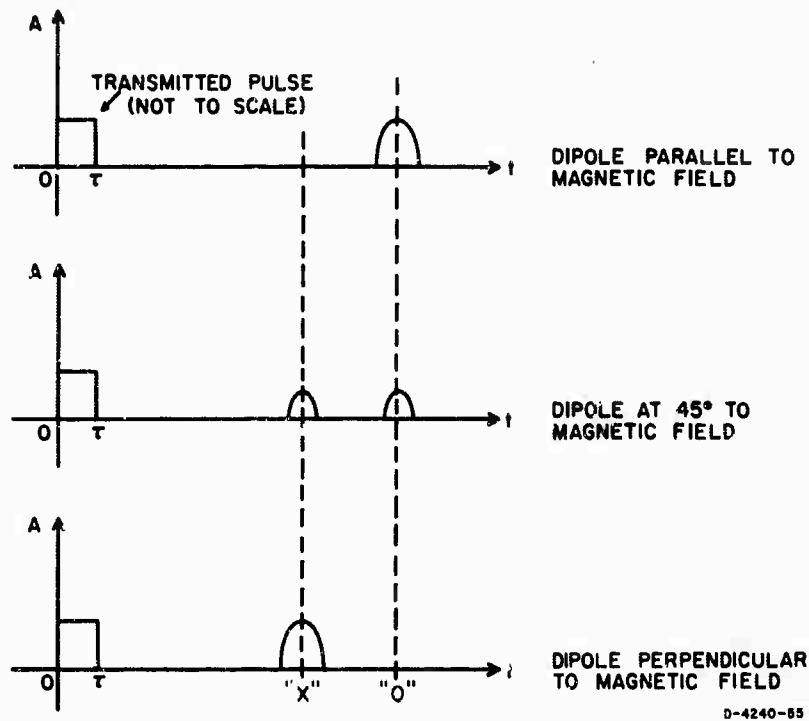 A
TRANSMITTED PULSE
(NOT TO SCALE)
0 τ t
DIPOLE PARALLEL TO
MAGNETIC FIELD
A
0 τ t
DIPOLE AT 45° TO
MAGNETIC FIELD
A
0 τ t
"X" "O"
DIPOLE PERPENDICULAR
TO MAGNETIC FIELD
D-4240-55